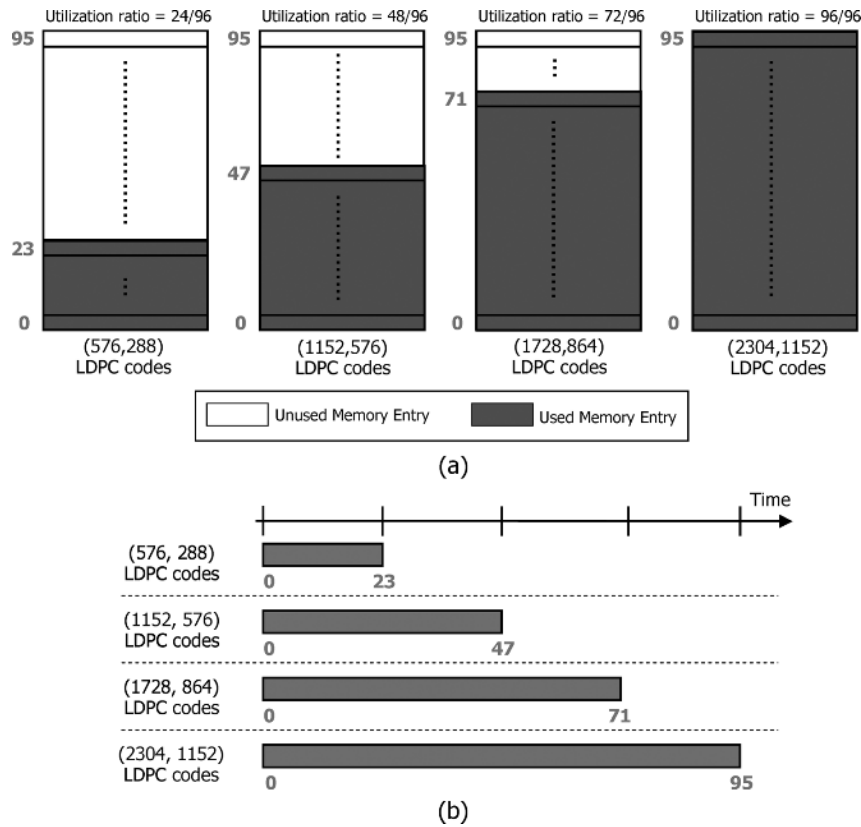 Utilization ratio = 24/96
Utilization ratio = 48/96
Utilization ratio = 72/96
Utilization ratio = 96/96
95
23
0
95
47
0
95
71
0
95
0
(576,288)
LDPC codes
(1152,576)
LDPC codes
(1728,864)
LDPC codes
(2304,1152)
LDPC codes
Unused Memory Entry
Used Memory Entry
(a)
Time
(576, 288)
LDPC codes
0
23
(1152, 576)
LDPC codes
0
47
(1728, 864)
LDPC codes
0
71
(2304, 1152)
LDPC codes
0
95
(b)